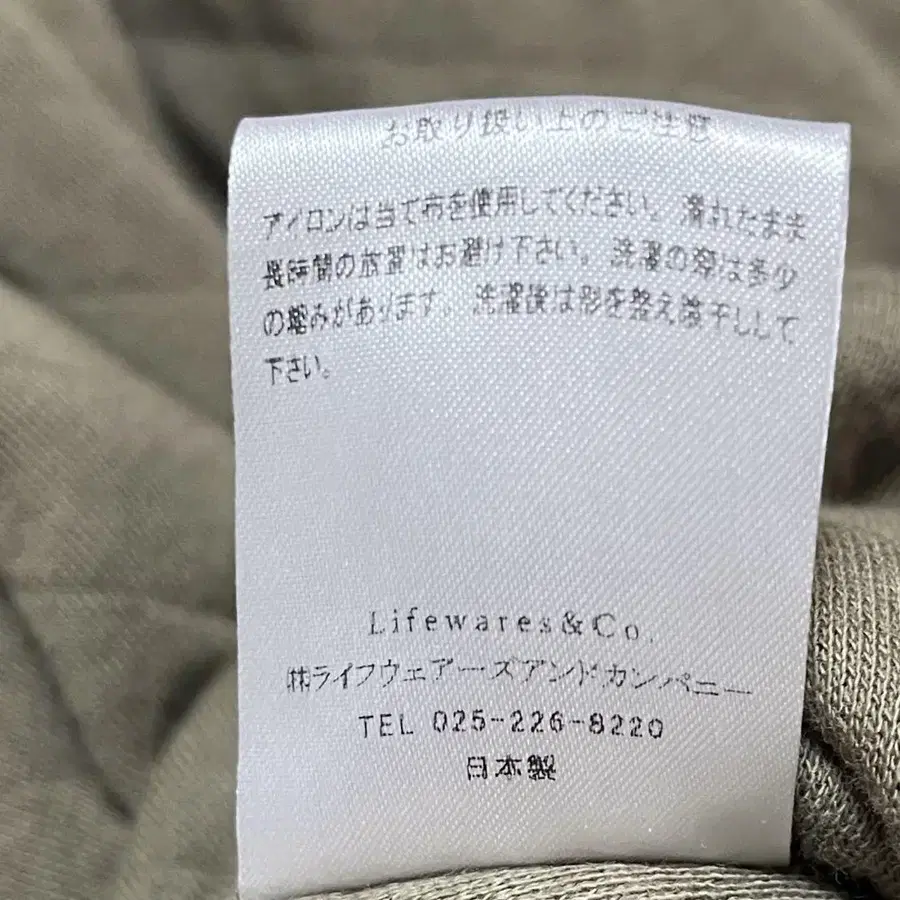 お取り扱い上のご注意
アイロンは当て布を使用してください。濡れたまま
長時間の放置はお避け下さい。洗濯の際は多少
の縮みがあります。洗濯後は形を整え陰干しして
下さい。
Lifewares&Co.
㈱ライフウェアーズアンドカンパニー
TEL 025-226-8220
日本製